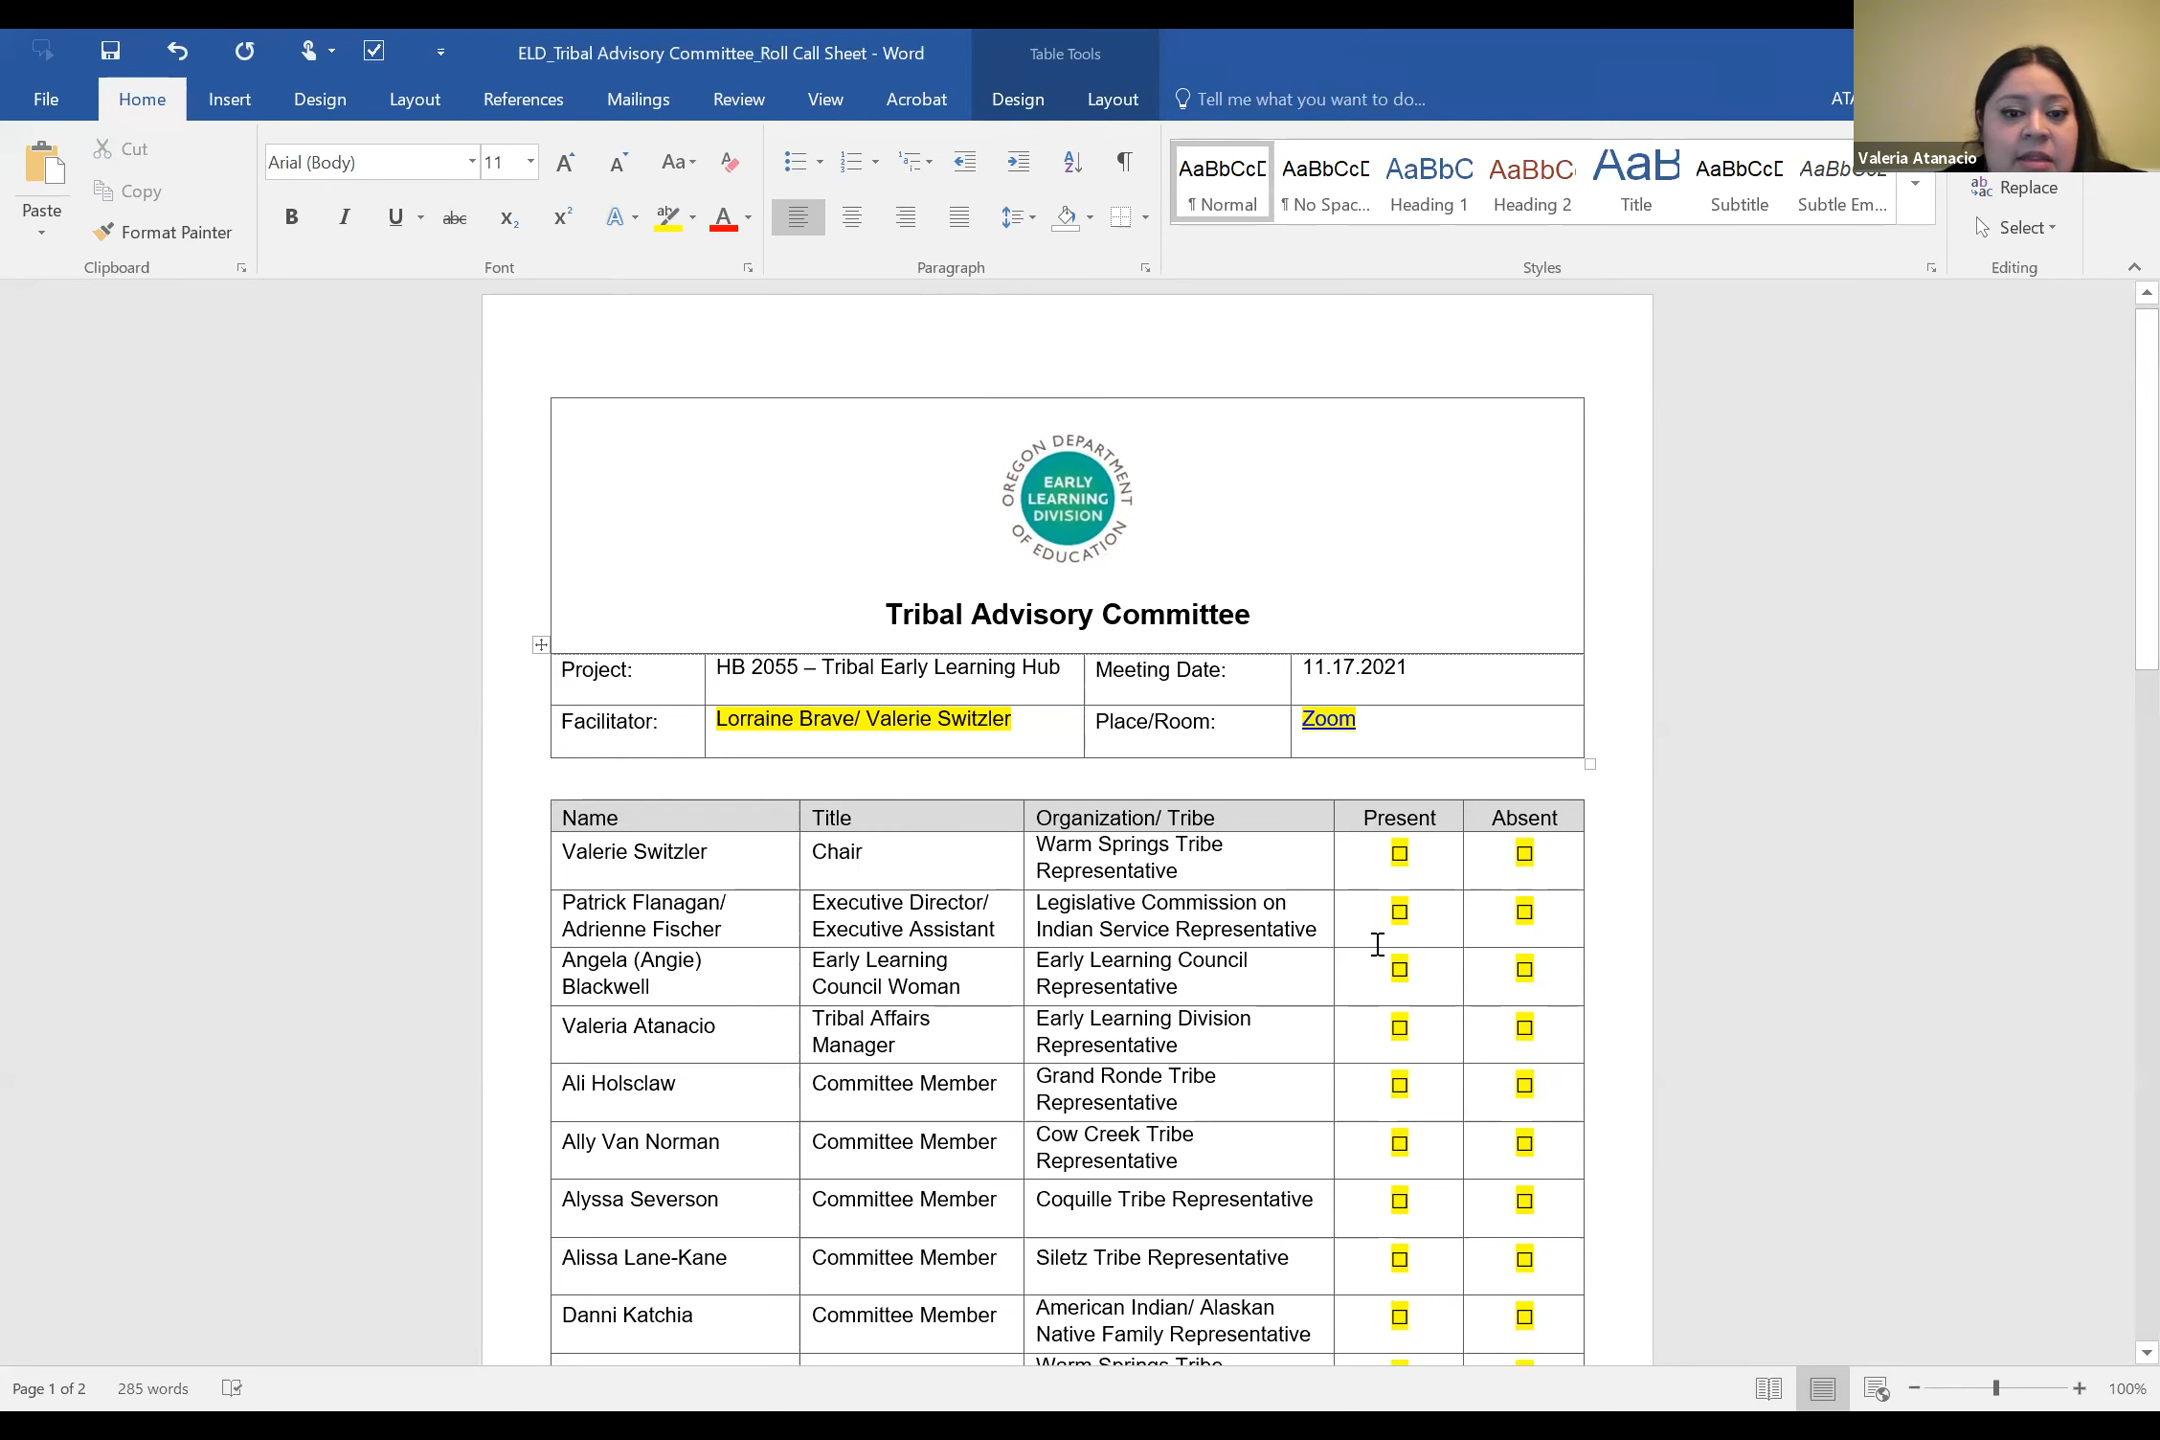 ELD_Tribal Advisory Committee_Roll Call Sheet - Word
Table Tools
File
Home
Insert
Design
Layout
References
Mailings
Review
View
Acrobat
Design
Layout
Tell me what you want to do...
Valeria Atanacio
Paste
Cut
Copy
Format Painter
Clipboard
Arial (Body)
11
Font
Paragraph
AaBbCcD
¶ Normal
AaBbCcD
¶ No Spac...
AaBbC
Heading 1
AaBbC
Heading 2
AaB
Title
AaBbCcD
Subtitle
Subtle Em...
Styles
Replace
Select
Editing
OREGON DEPARTMENT
OF EDUCATION
EARLY
LEARNING
DIVISION
Tribal Advisory Committee
Project: HB 2055 – Tribal Early Learning Hub Meeting Date: 11.17.2021
Facilitator: Lorraine Brave/ Valerie Switzler Place/Room: Zoom
Name Title Organization/ Tribe Present Absent
Valerie Switzler Chair Warm Springs Tribe
Representative ☐ ☐
Patrick Flanagan/ Executive Director/ Legislative Commission on
Adrienne Fischer Executive Assistant Indian Service Representative ☐ ☐
Angela (Angie) Early Learning Early Learning Council
Blackwell Council Woman Representative ☐ ☐
Valeria Atanacio Tribal Affairs Early Learning Division
Manager Representative ☐ ☐
Ali Holsclaw Committee Member Grand Ronde Tribe
Representative ☐ ☐
Ally Van Norman Committee Member Cow Creek Tribe
Representative ☐ ☐
Alyssa Severson Committee Member Coquille Tribe Representative ☐ ☐
Alissa Lane-Kane Committee Member Siletz Tribe Representative ☐ ☐
Danni Katchia Committee Member American Indian/ Alaskan
Native Family Representative ☐ ☐
Warm Springs Tribe
Page 1 of 2
285 words
100%